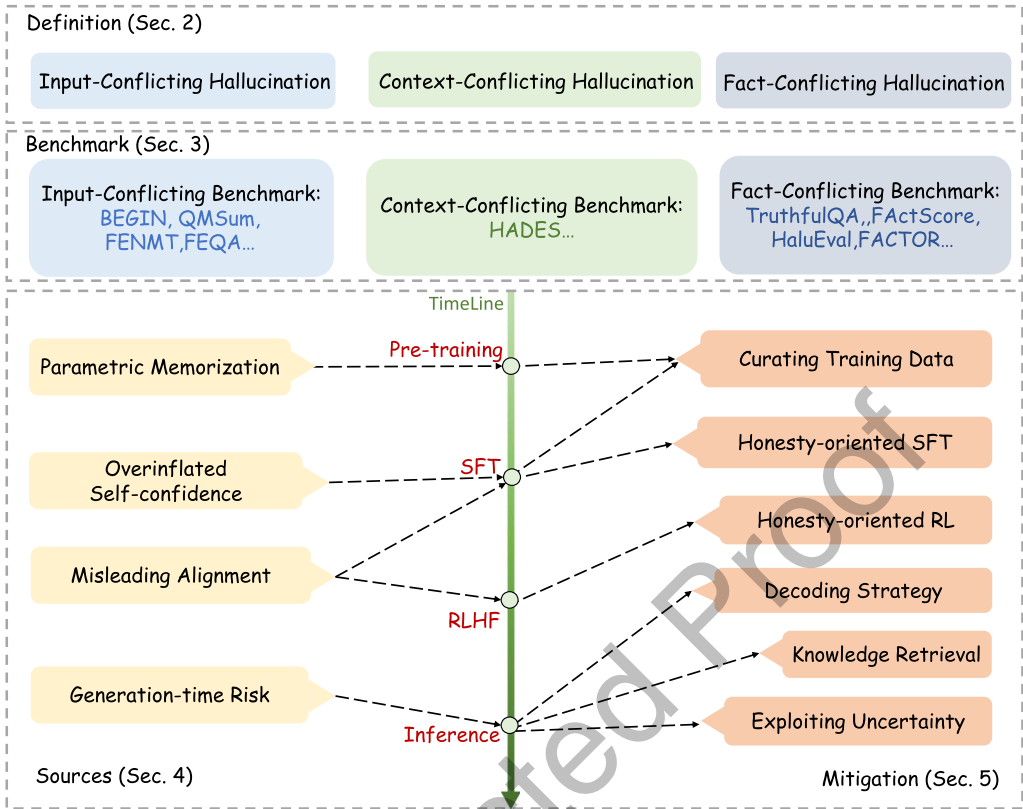 Definition (Sec. 2)
Input-Conflicting Hallucination
Context-Conflicting Hallucination
Fact-Conflicting Hallucination
Benchmark (Sec. 3)
Input-Conflicting Benchmark:
BEGIN, QMSum,
FENMT,FEQA...
Context-Conflicting Benchmark:
HADES...
Fact-Conflicting Benchmark:
TruthfulQA,,FActScore,
HaluEval,FACTOR...
TimeLine
Pre-training
Parametric Memorization
Curating Training Data
SFT
Overinflated
Self-confidence
Honesty-oriented SFT
Misleading Alignment
Honesty-oriented RL
RLHF
Decoding Strategy
Generation-time Risk
Knowledge Retrieval
Inference
Exploiting Uncertainty
Sources (Sec. 4)
Mitigation (Sec. 5)
Proof